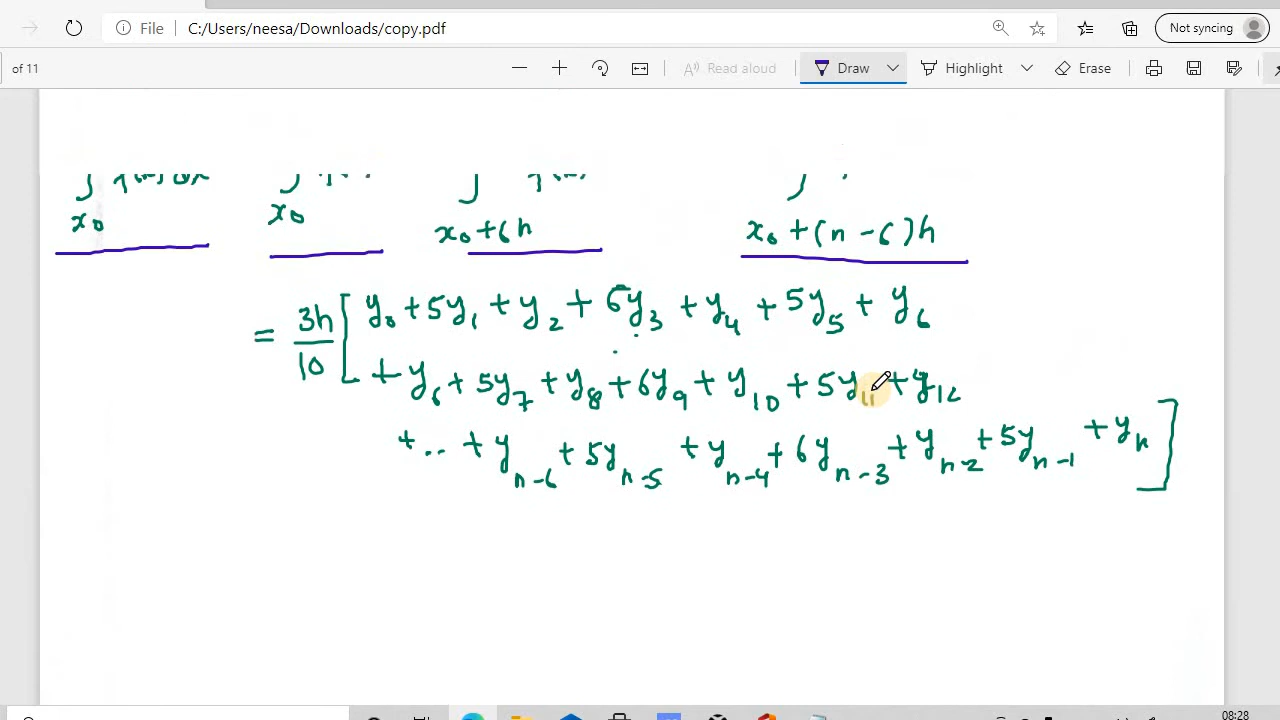 File C:/Users/neesa/Downloads/copy.pdf Not syncing
of 11 Read aloud Draw Highlight Erase
x₀ x₀ x₀+6h x₀+(n-6)h
= 3h/10 [y₀ + 5y₁ + y₂ + 6y₃ + y₄ + 5y₅ + y₆
+ y₆ + 5y₇ + y₈ + 6y₉ + y₁₀ + 5y₁₁ + y₁₂
+.. + yₙ₋₆ + 5yₙ₋₅ + yₙ₋₄ + 6yₙ₋₃ + yₙ₋₂ + 5yₙ₋₁ + yₙ]
08:28